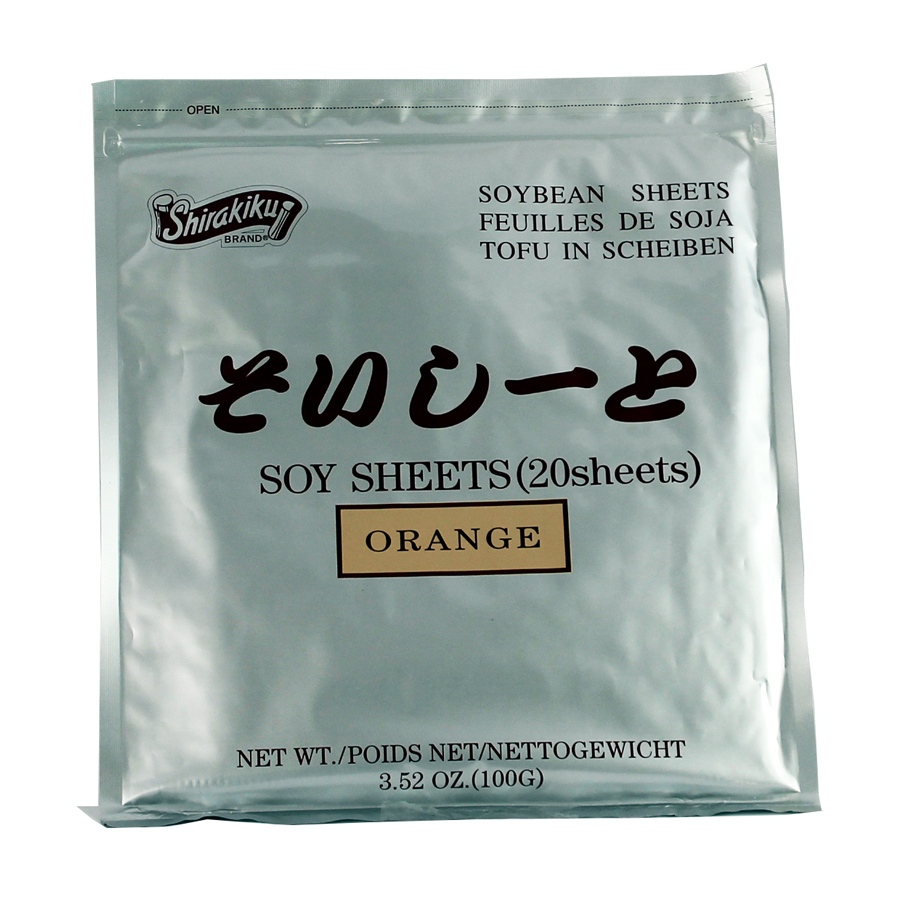 OPEN
Shirakiku
BRAND®
SOYBEAN SHEETS
FEUILLES DE SOJA
TOFU IN SCHEIBEN
そいしーと
SOY SHEETS(20sheets)
ORANGE
NET WT./POIDS NET/NETTOGEWICHT
3.52 OZ.(100G)